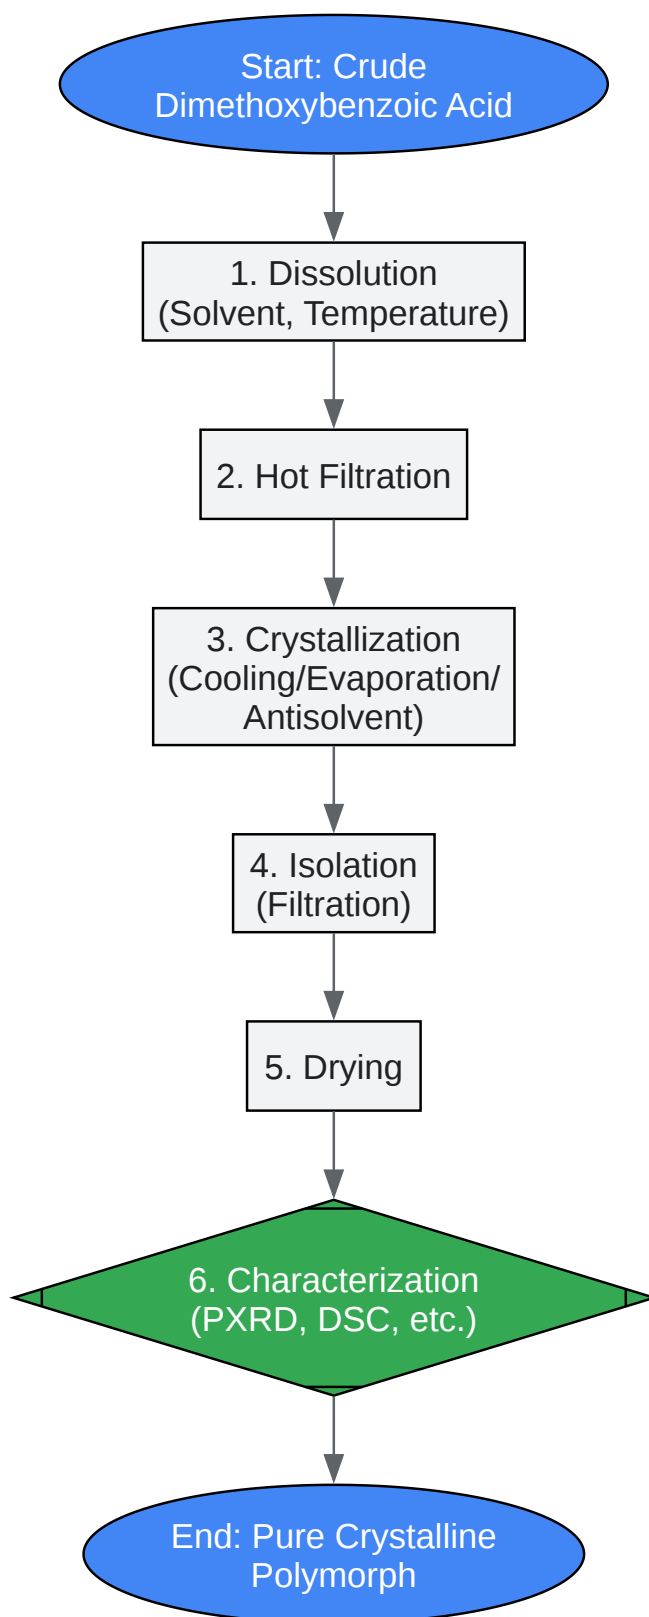 Start: Crude
Dimethoxybenzoic Acid
1. Dissolution
(Solvent, Temperature)
2. Hot Filtration
3. Crystallization
(Cooling/Evaporation/
Antisolvent)
4. Isolation
(Filtration)
5. Drying
6. Characterization
(PXRD, DSC, etc.)
End: Pure Crystalline
Polymorph